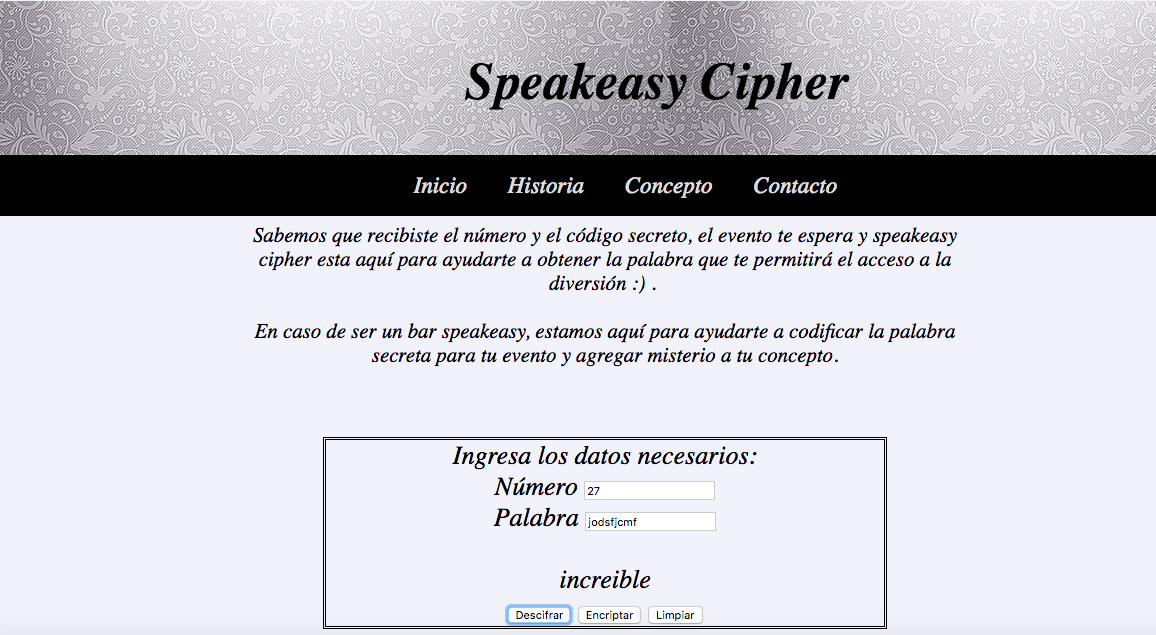 Speakeasy Cipher
Inicio Historia Concepto Contacto
Sabemos que recibiste el número y el código secreto, el evento te espera y speakeasy
cipher esta aquí para ayudarte a obtener la palabra que te permitirá el acceso a la
diversión :) .
En caso de ser un bar speakeasy, estamos aquí para ayudarte a codificar la palabra
secreta para tu evento y agregar misterio a tu concepto.
Ingresa los datos necesarios:
Número 27
Palabra jodsfjcmf
increible
Descifrar Encriptar Limpiar